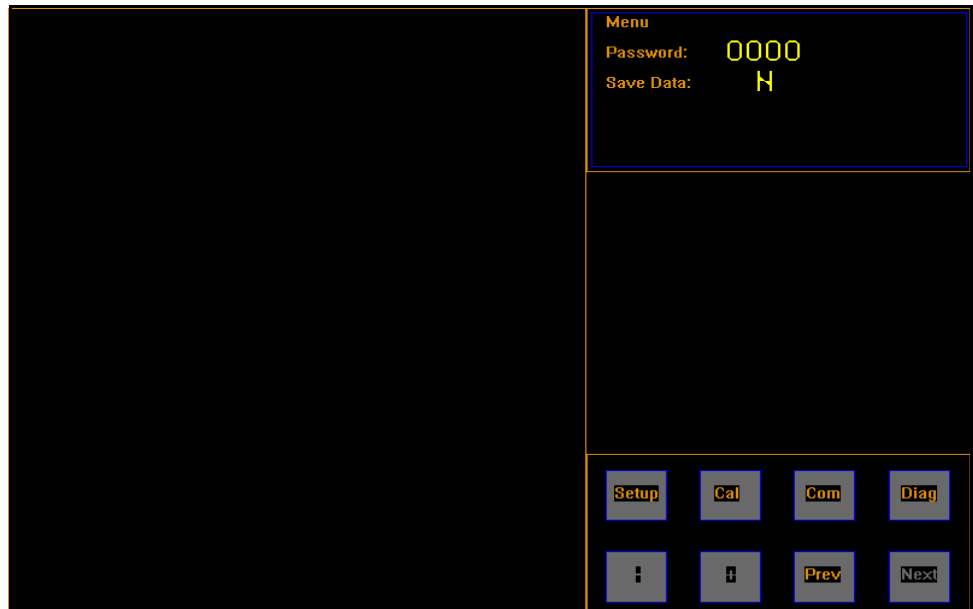 Menu
Password: 0000
Save Data: N
Setup Cal Com Diag
- + Prev Next